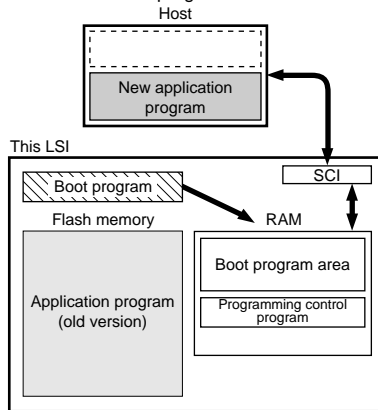 Host
New application
program
This LSI
SCI
Boot program
Flash memory
RAM
Boot program area
Application program
(old version)
Programming control
program